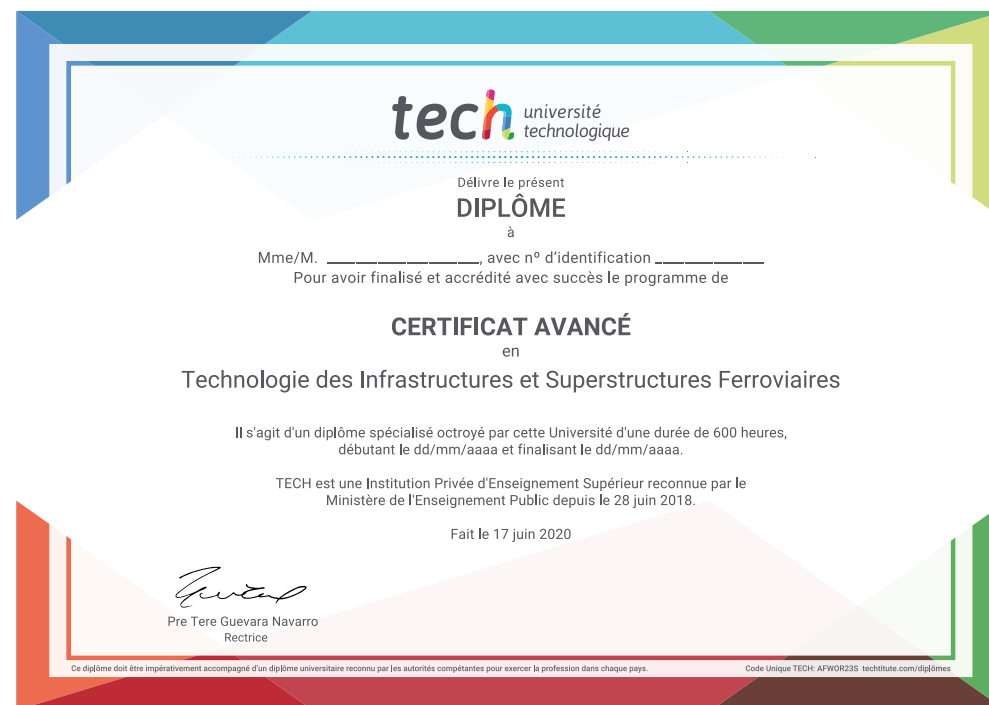 tech université
technologique
Délivre le présent
DIPLÔME
à
Mme/M. ________________, avec nº d'identification ____________
Pour avoir finalisé et accrédité avec succès le programme de
CERTIFICAT AVANCÉ
en
Technologie des Infrastructures et Superstructures Ferroviaires
Il s'agit d'un diplôme spécialisé octroyé par cette Université d'une durée de 600 heures,
débutant le dd/mm/aaaa et finalisant le dd/mm/aaaa.
TECH est une Institution Privée d'Enseignement Supérieur reconnue par le
Ministère de l'Enseignement Public depuis le 28 juin 2018.
Fait le 17 juin 2020
Pre Tere Guevara Navarro
Rectrice
Ce diplôme doit être impérativement accompagné d'un diplôme universitaire reconnu par les autorités compétantes pour exercer la profession dans chaque pays.
Code Unique TECH: AFWOR23S techtitute.com/diplômes